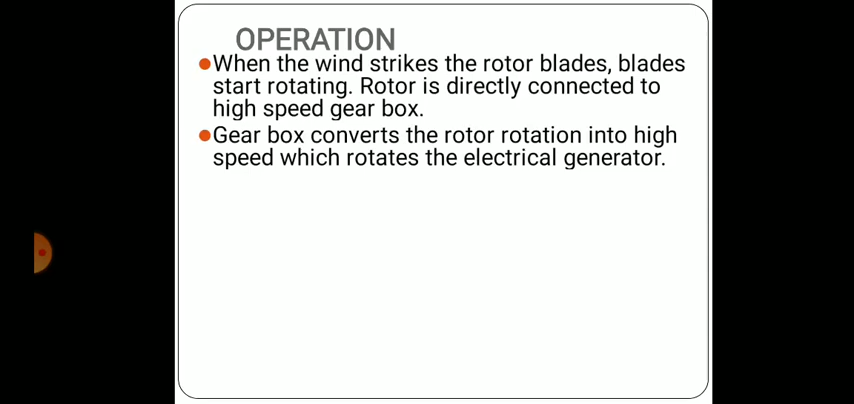 OPERATION
●When the wind strikes the rotor blades, blades
start rotating. Rotor is directly connected to
high speed gear box.
●Gear box converts the rotor rotation into high
speed which rotates the electrical generator.